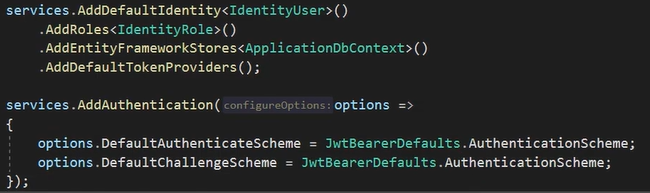 services.AddDefaultIdentity<IdentityUser>()
.AddRoles<IdentityRole>()
.AddEntityFrameworkStores<ApplicationDbContext>()
.AddDefaultTokenProviders();
services.AddAuthentication(configureOptions:options =>
{
options.DefaultAuthenticateScheme = JwtBearerDefaults.AuthenticationScheme;
options.DefaultChallengeScheme = JwtBearerDefaults.AuthenticationScheme;
});